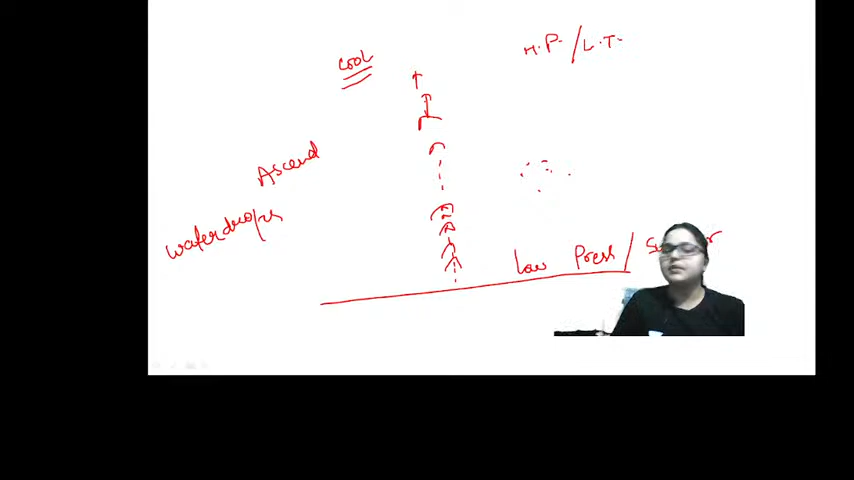 H.P. / L.T.
cool
Ascend
waterdrops
Low Press /